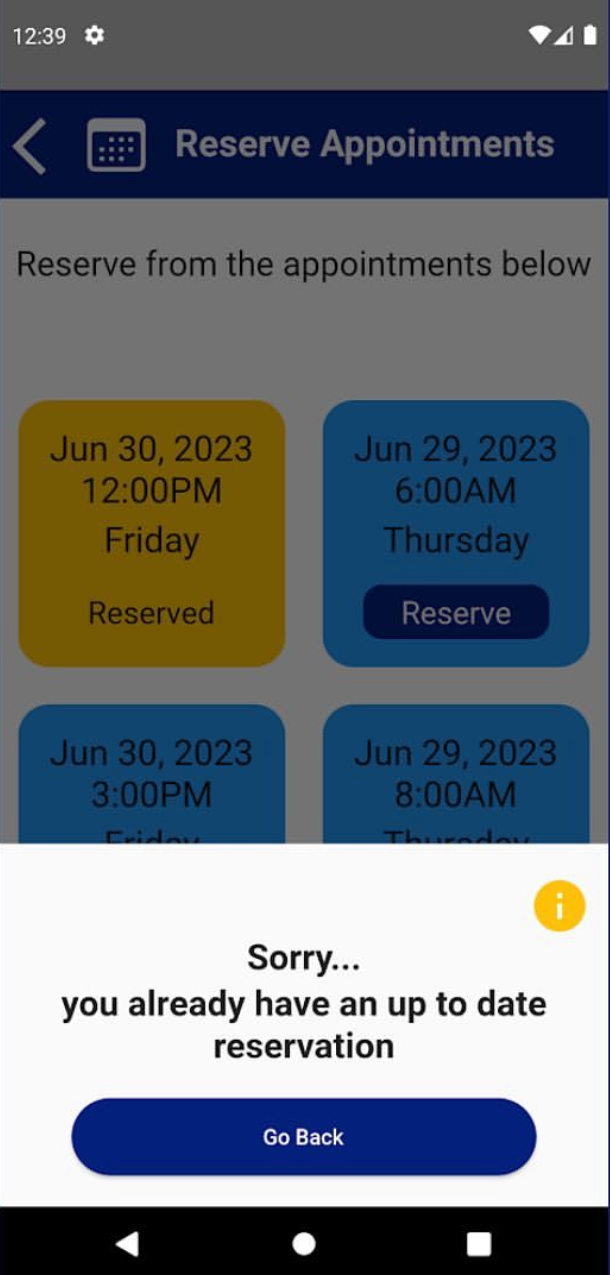 12:39
Reserve Appointments
Reserve from the appointments below
Jun 30, 2023
12:00PM
Friday
Reserved
Jun 29, 2023
6:00AM
Thursday
Reserve
Jun 30, 2023
3:00PM
Friday
Jun 29, 2023
8:00AM
Thursday
Sorry...
you already have an up to date
reservation
Go Back